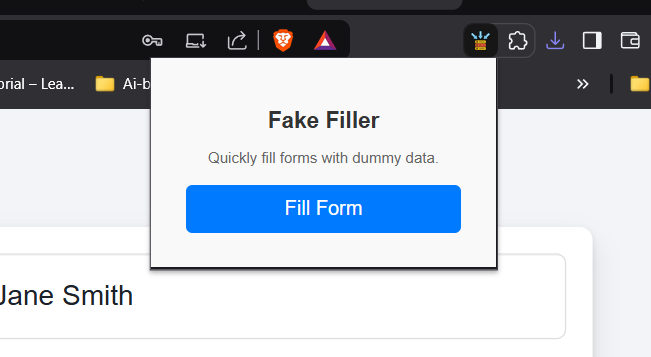 orial – Lea...
Ai-b
Fake Filler
Quickly fill forms with dummy data.
Fill Form
Jane Smith